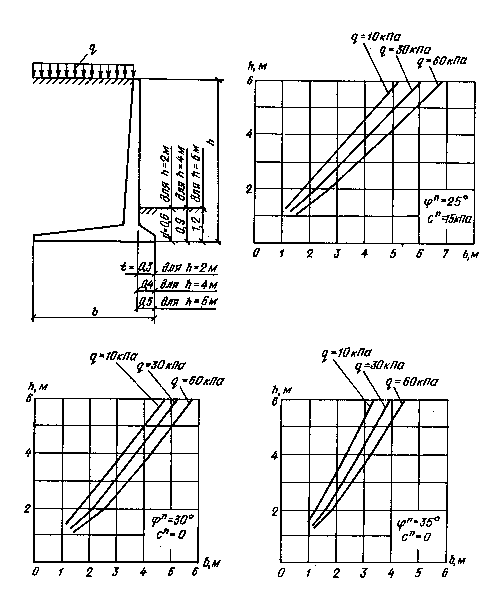 q
h
d=0,6 для h=2м
0,9 для h=4м
1,2 для h=6м
t= 0,3 для h=2м
0,4 для h=4м
0,5 для h=6м
b
q=10кПа
q=30кПа
q=60кПа
h,м
6
4
2
φⁿ=25°
cⁿ=15кПа
0 1 2 3 4 5 6 7 b,м
q=10кПа
q=30кПа
q=60кПа
h,м
6
4
2
φⁿ=30°
cⁿ=0
0 1 2 3 4 5 6 b,м
q=10кПа
q=30кПа
q=60кПа
h,м
6
4
2
φⁿ=35°
cⁿ=0
0 1 2 3 4 5 6 b,м